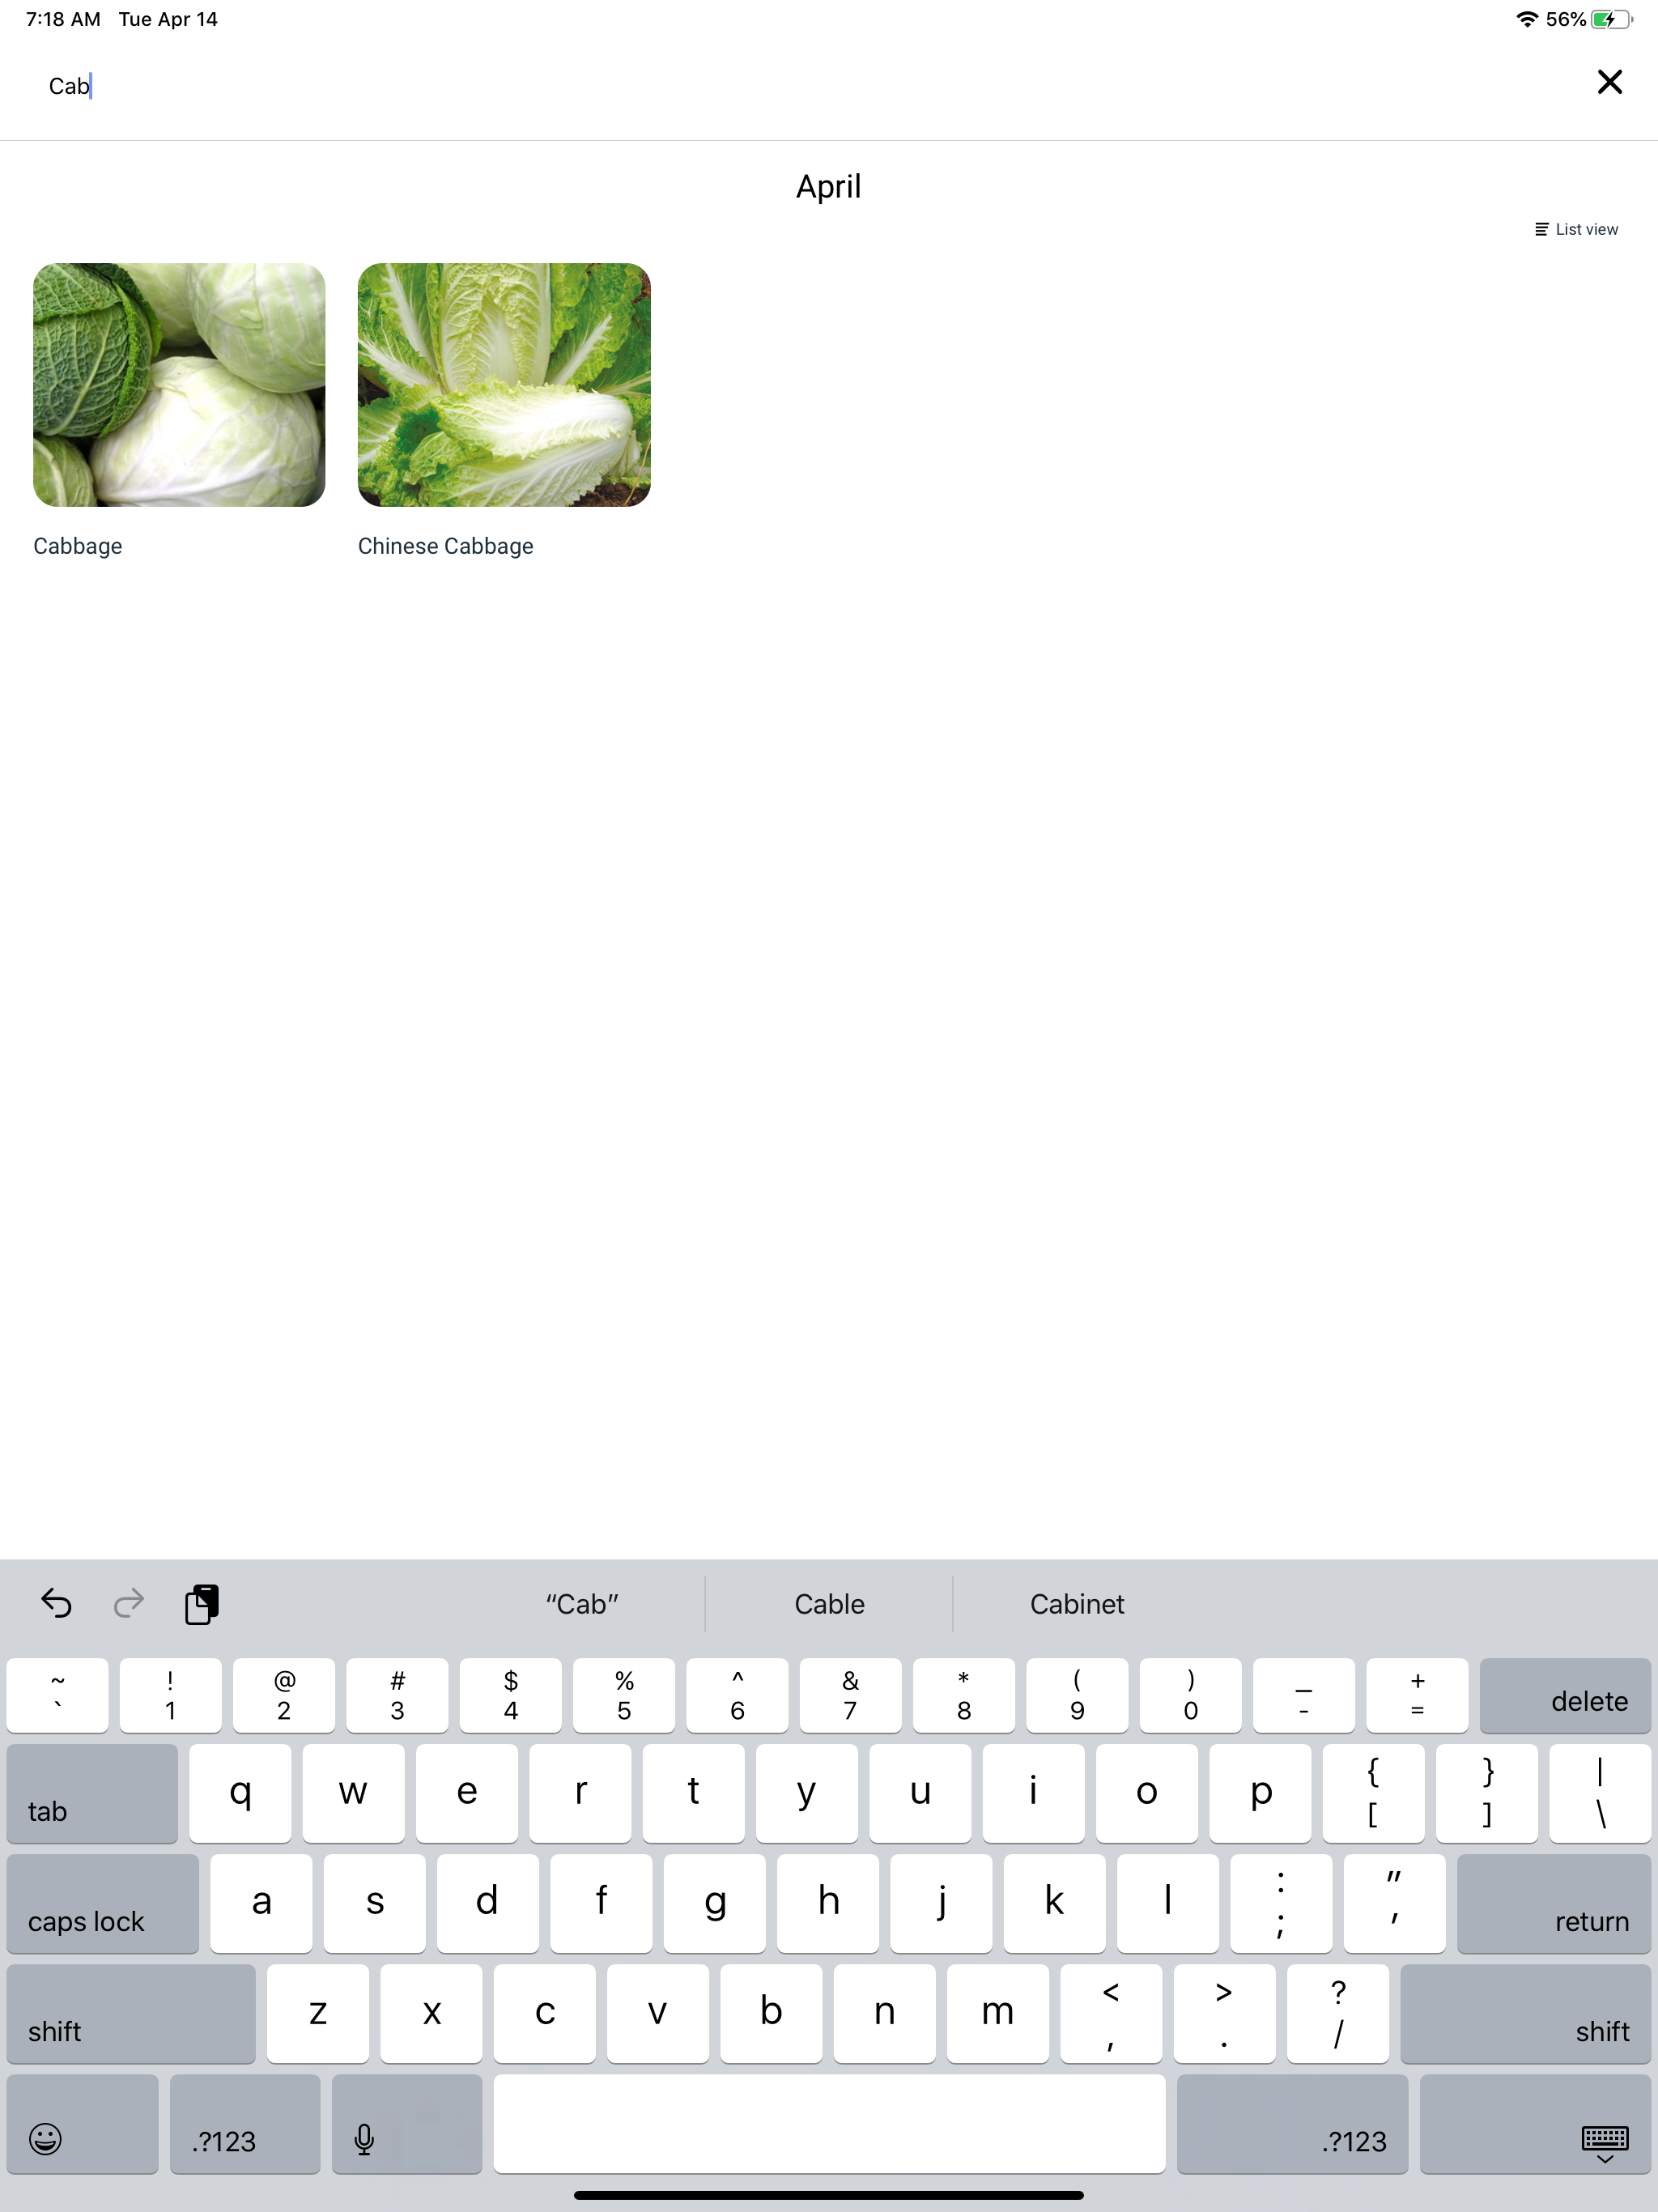 7:18 AM Tue Apr 14 56%
Cab
April
List view
Cabbage Chinese Cabbage
“Cab” Cable Cabinet
~ ! @ # $ % ^ & * ( ) _ +
` 1 2 3 4 5 6 7 8 9 0 - = delete
tab q w e r t y u i o p { } |
[ ] \
caps lock a s d f g h j k l : " return
; '
shift z x c v b n m < > ? shift
, . /
.?123 .?123